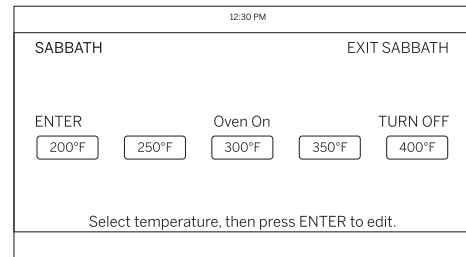 12:30 PM
SABBATH EXIT SABBATH
ENTER Oven On TURN OFF
200°F 250°F 300°F 350°F 400°F
Select temperature, then press ENTER to edit.